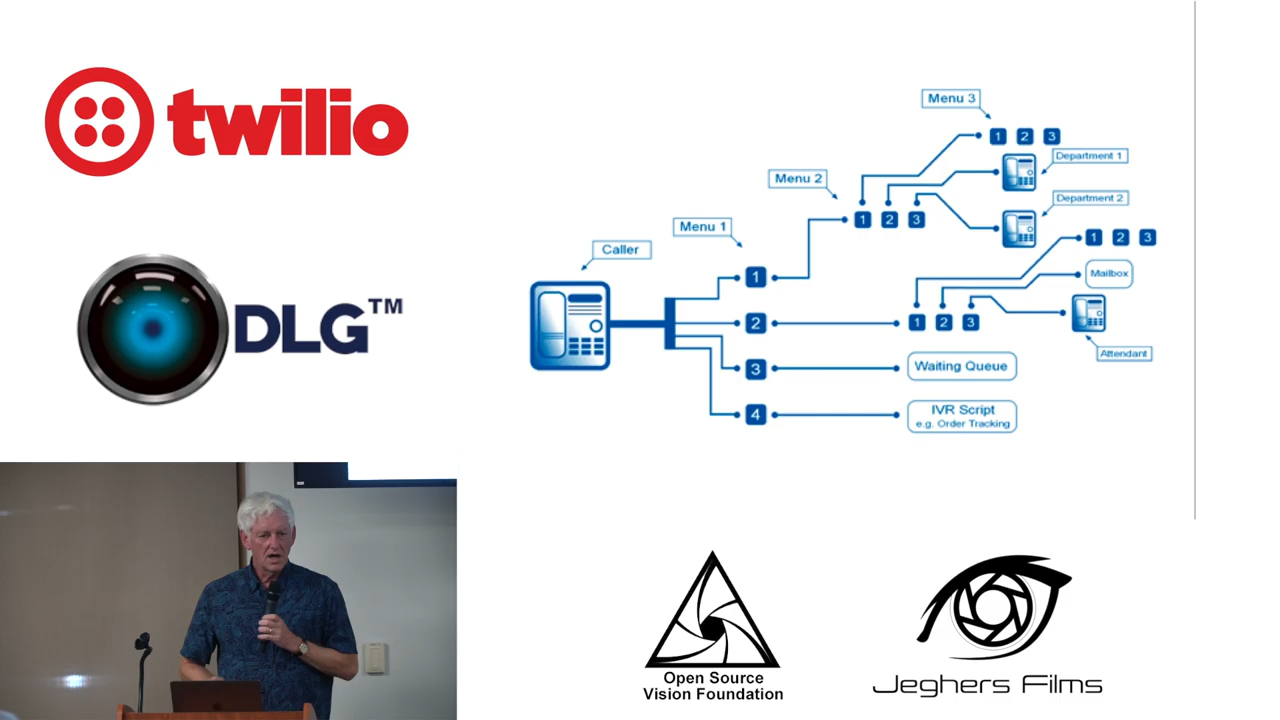 twilio
DLG™
Menu 3
1 2 3
Department 1
Menu 2
Department 2
1 2 3
Menu 1
1 2 3
Caller
1
Mailbox
2
1 2 3
Attendant
3
Waiting Queue
4
IVR Script
e.g. Order Tracking
Open Source
Vision Foundation
Jeghers Films